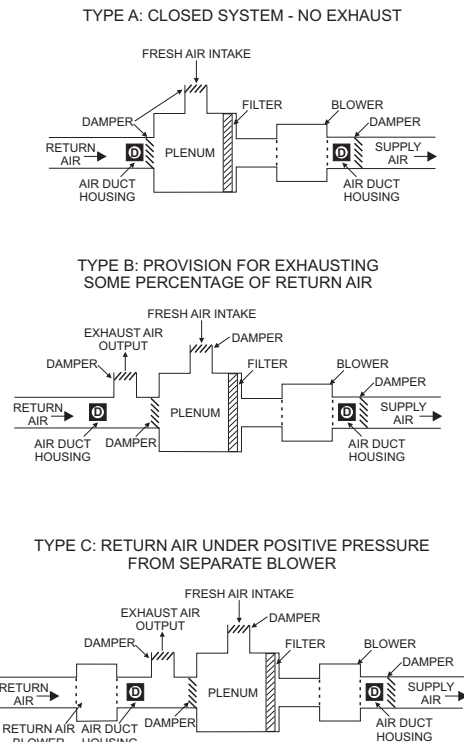 TYPE A: CLOSED SYSTEM - NO EXHAUST
FRESH AIR INTAKE
DAMPER
FILTER
BLOWER
DAMPER
RETURN
AIR
D
PLENUM
D
SUPPLY
AIR
AIR DUCT
HOUSING
AIR DUCT
HOUSING
TYPE B: PROVISION FOR EXHAUSTING
SOME PERCENTAGE OF RETURN AIR
FRESH AIR INTAKE
EXHAUST AIR
OUTPUT
DAMPER
DAMPER
FILTER
BLOWER
DAMPER
RETURN
AIR
D
PLENUM
D
SUPPLY
AIR
AIR DUCT
HOUSING
DAMPER
AIR DUCT
HOUSING
TYPE C: RETURN AIR UNDER POSITIVE PRESSURE
FROM SEPARATE BLOWER
FRESH AIR INTAKE
EXHAUST AIR
OUTPUT
DAMPER
DAMPER
FILTER
BLOWER
DAMPER
RETURN
AIR
D
PLENUM
D
SUPPLY
AIR
RETURN AIR
BLOWER
AIR DUCT
HOUSING
DAMPER
AIR DUCT
HOUSING